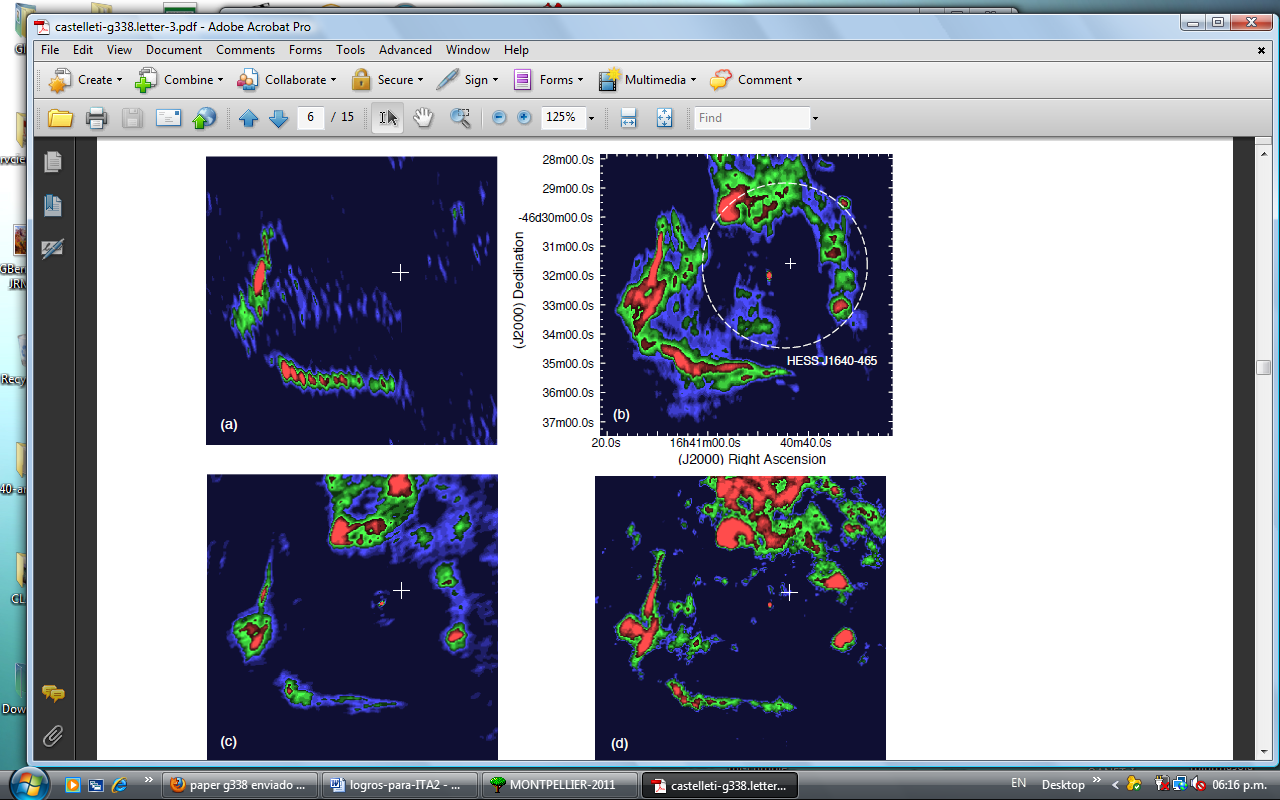 castelleti-g338.letter-3.pdf - Adobe Acrobat Pro
File Edit View Document Comments Forms Tools Advanced Window Help
Create Combine Collaborate Secure Sign Forms Multimedia Comment
6 / 15 125% Find
28m00.0s
29m00.0s
-46d30m00.0s
31m00.0s
32m00.0s
33m00.0s
34m00.0s
35m00.0s
36m00.0s
37m00.0s
(J2000) Declination
HESS J1640-465
(a)
(b)
20.0s 16h41m00.0s 40m40.0s
(J2000) Right Ascension
(c)
(d)
paper g338 enviado ... logros-para-ITA2 - ... MONTPELLIER-2011 castelleti-g338.letter... EN Desktop 06:16 p.m.